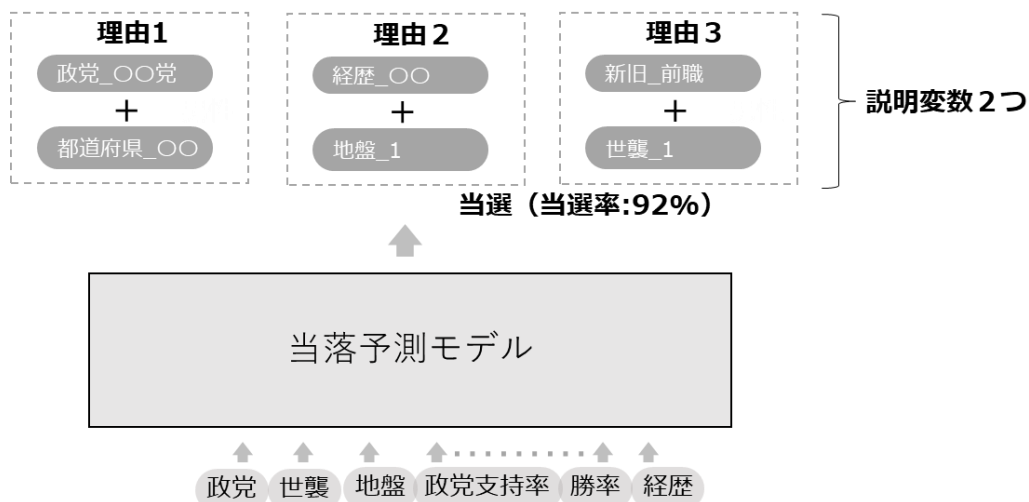 理由1
理由２
理由３
政党_〇〇党
+
都道府県_〇〇
経歴_〇〇
+
地盤_1
新旧_前職
+
世襲_1
説明変数２つ
当選（当選率:92%）
当落予測モデル
政党
世襲
地盤
政党支持率
勝率
経歴